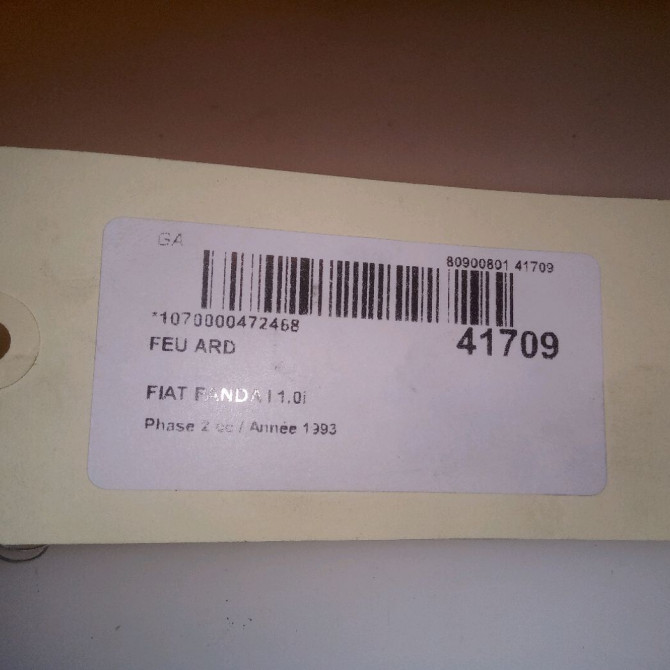 GA
80900801 41709
*1070000472468
41709
FEU ARD
FIAT PANDA I 1.0i
Phase 2 cc / Année 1993